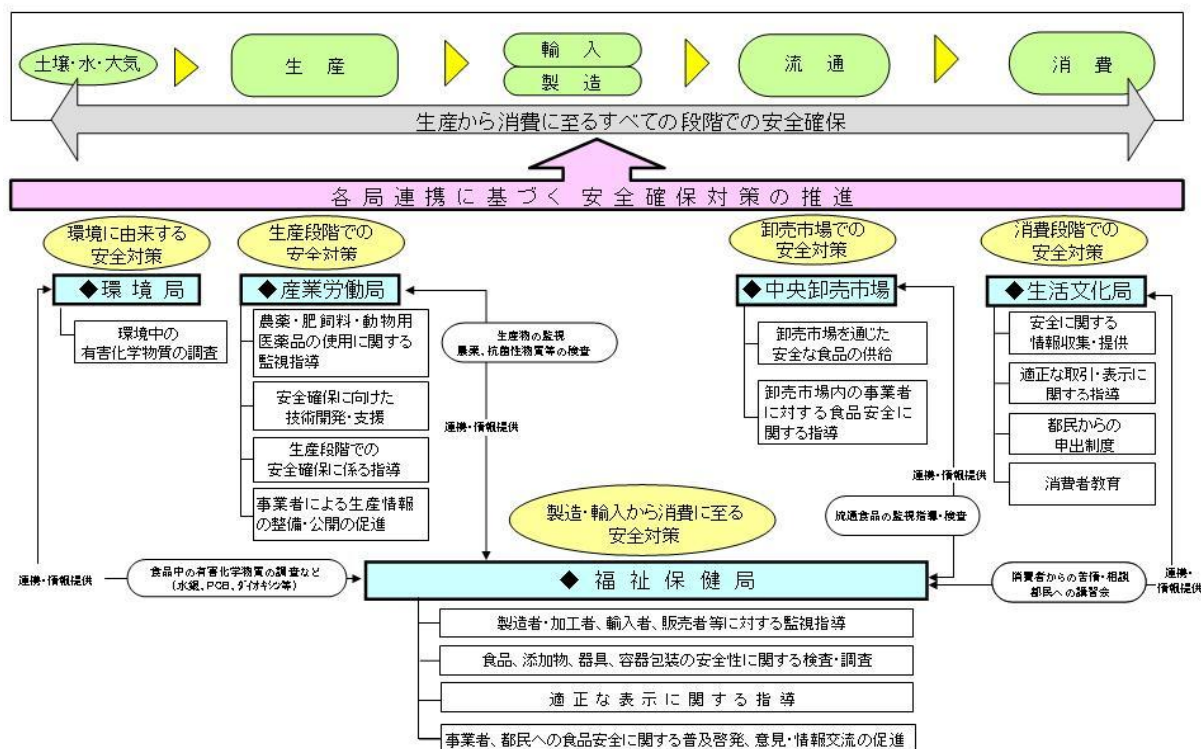 土壌・水・大気
生 産
輸 入
製 造
流 通
消 費
生産から消費に至るすべての段階での安全確保
各局連携に基づく 安全確保対策の推進
環境に由来する
安全対策
生産段階での
安全対策
卸売市場での
安全対策
消費段階での
安全対策
◆環 境 局
◆産業労働局
◆中央卸売市場
◆生活文化局
環境中の
有害化学物質の調査
農薬・肥飼料・動物用
医薬品の使用に関する
監視指導
安全確保に向けた
技術開発・支援
生産段階での
安全確保に係る指導
事業者による生産情報
の整備・公開の促進
生産物の監視
農薬、抗菌性物質等の検査
連携・情報提供
卸売市場を通じた
安全な食品の供給
卸売市場内の事業者
に対する食品安全に
関する指導
安全に関する
情報収集・提供
適正な取引・表示に
関する指導
都民からの
申出制度
消費者教育
連携・情報提供
流通食品の監視指導・検査
製造・輸入から消費に至る
安全対策
連携・情報提供
食品中の有害化学物質の調査など
(水銀、PCB、ダイオキシン等)
◆ 福 祉 保 健 局
消費者からの苦情・相談
都民への講習会
連携・
情報提供
製造者・加工者、輸入者、販売者等に対する監視指導
食品、添加物、器具、容器包装の安全性に関する検査・調査
適 正 な 表 示 に 関 す る 指 導
事業者、都民への食品安全に関する普及啓発、意見・情報交流の促進